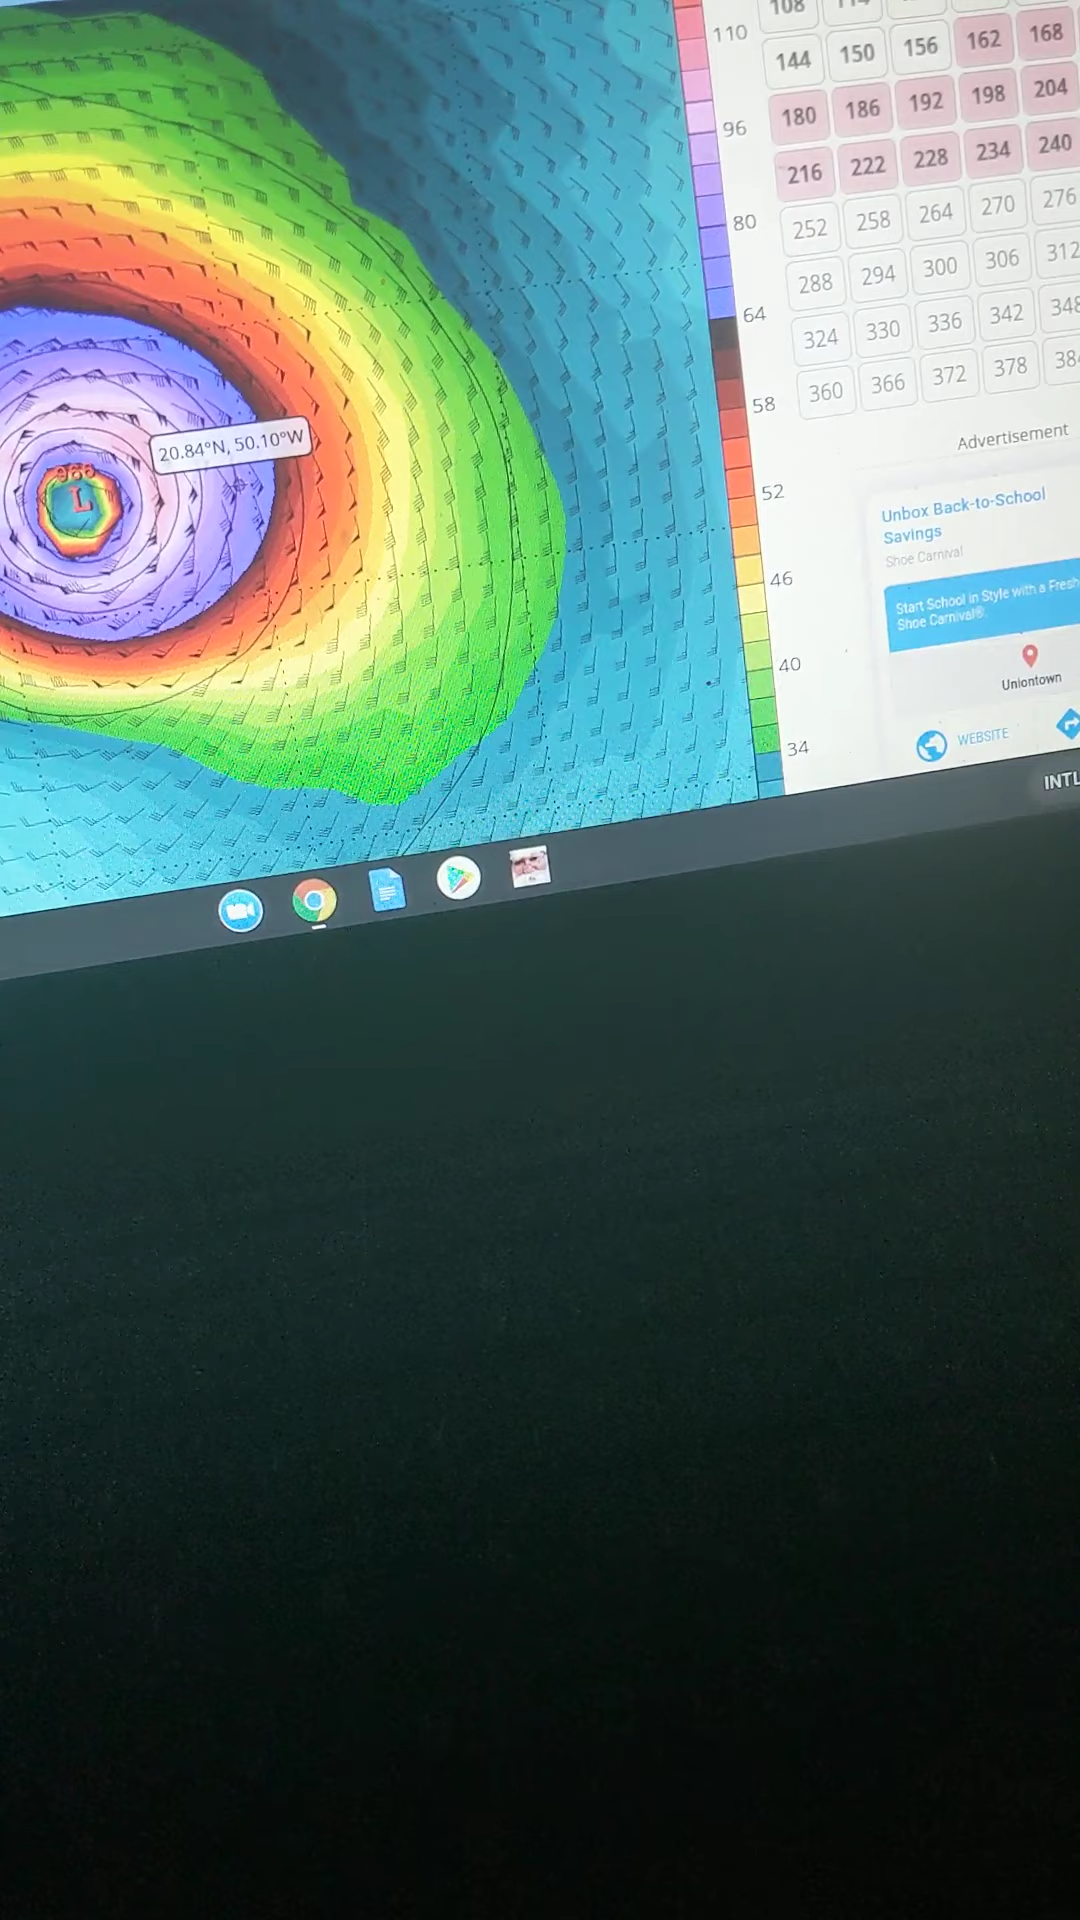 108
110
144 150 156 162 168
96
180 186 192 198 204
216 222 228 234 240
80
252 258 264 270 276
288 294 300 306 312
64
324 330 336 342
58
360 366 372 378
20.84°N, 50.10°W
L
Advertisement
52
Unbox Back-to-School
Savings
Shoe Carnival
46
Start School in Style with a Fresh
Shoe Carnival®.
40
Uniontown
WEBSITE
34
INTL